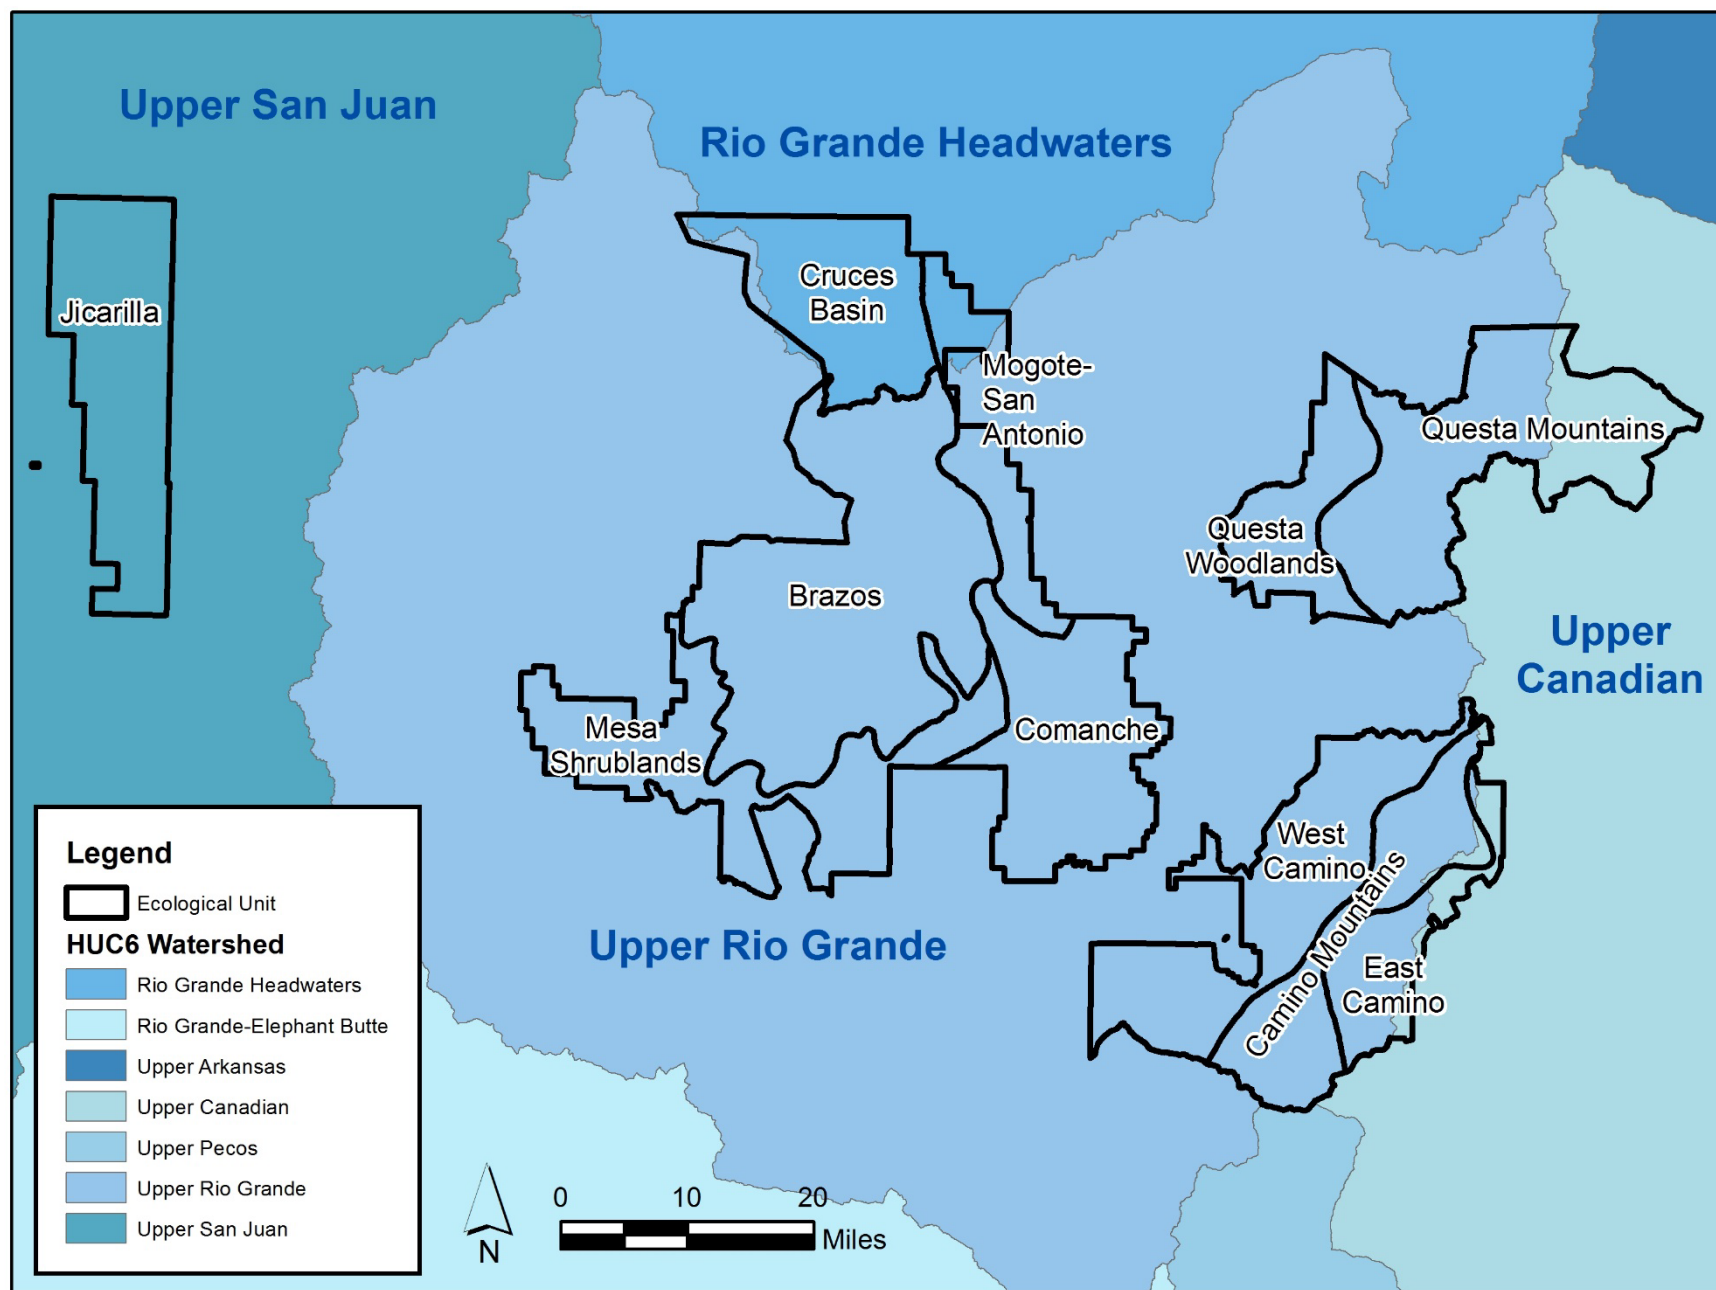 Upper San Juan
Rio Grande Headwaters
Jicarilla
Cruces
Basin
Mogote-
San
Antonio
Questa Mountains
Questa
Woodlands
Brazos
Upper
Canadian
Mesa
Shrublands
Comanche
West
Camino
Camino Mountains
East
Camino
Upper Rio Grande
Legend
Ecological Unit
HUC6 Watershed
Rio Grande Headwaters
Rio Grande-Elephant Butte
Upper Arkansas
Upper Canadian
Upper Pecos
Upper Rio Grande
Upper San Juan
N
0 10 20
Miles